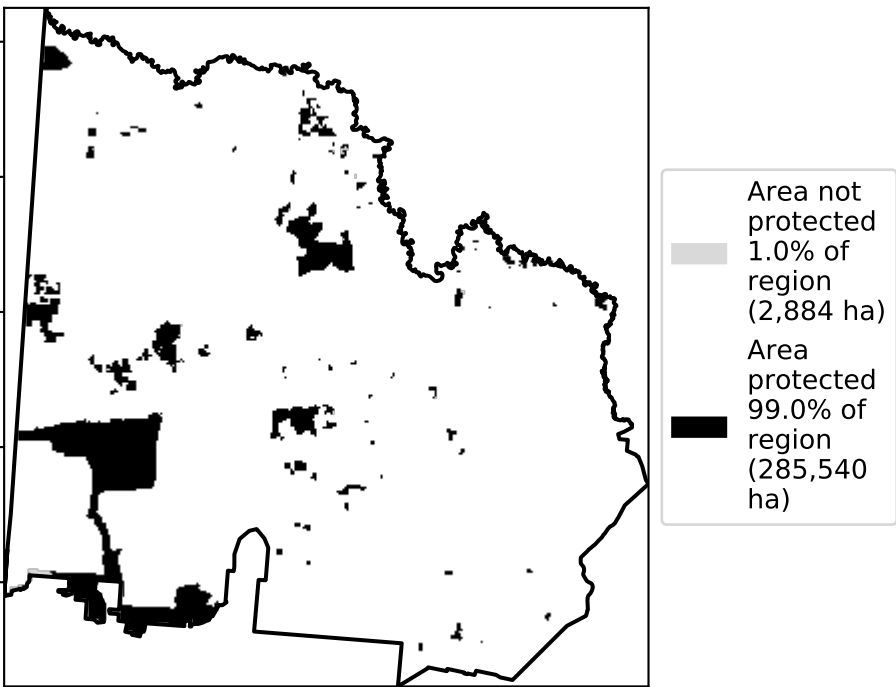 Area not
protected
1.0% of
region
(2,884 ha)
Area
protected
99.0% of
region
(285,540
ha)